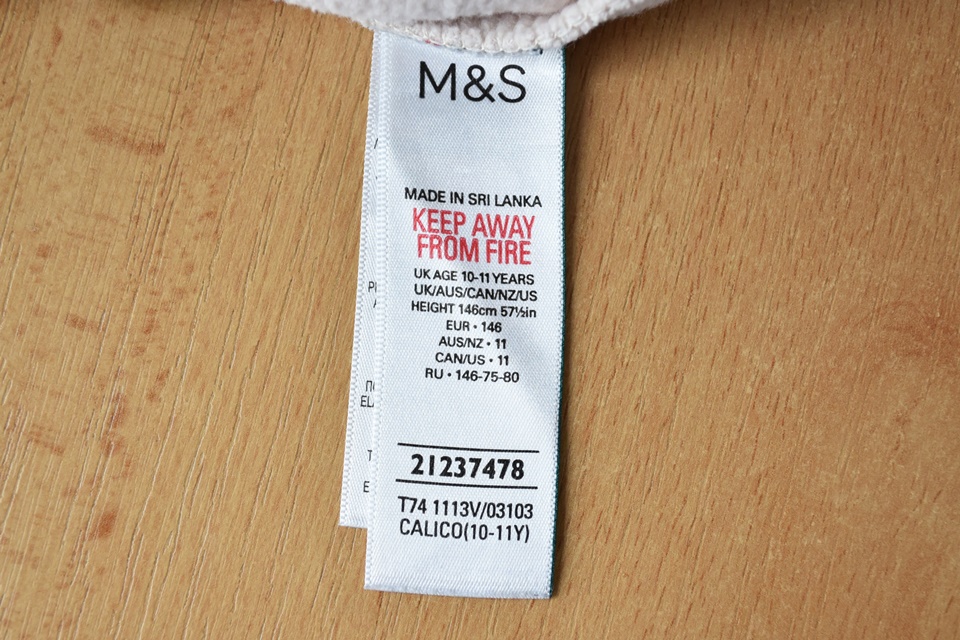 M&S
MADE IN SRI LANKA
KEEP AWAY
FROM FIRE
UK AGE 10-11 YEARS
UK/AUS/CAN/NZ/US
HEIGHT 146cm 57½in
EUR • 146
AUS/NZ • 11
CAN/US • 11
RU • 146-75-80
21237478
T74 1113V/03103
CALICO(10-11Y)